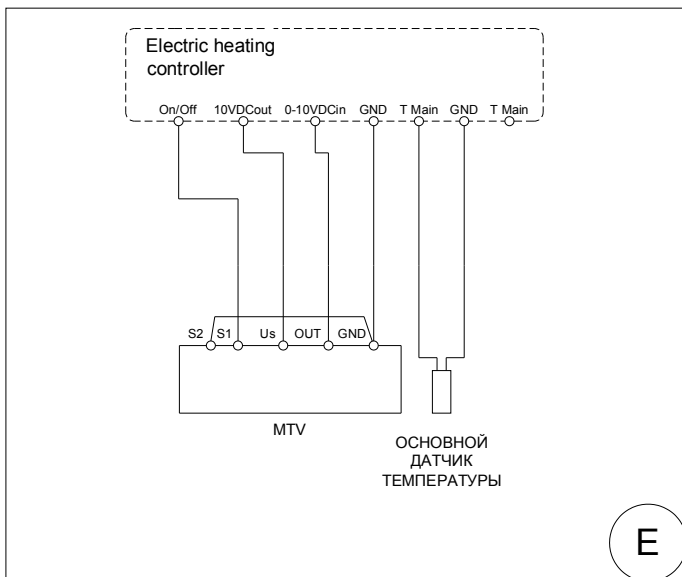 Electric heating
controller
On/Off 10VDCout 0-10VDCin GND T Main GND T Main
S2 S1 Us OUT GND
MTV
ОСНОВНОЙ
ДАТЧИК
ТЕМПЕРАТУРЫ
E